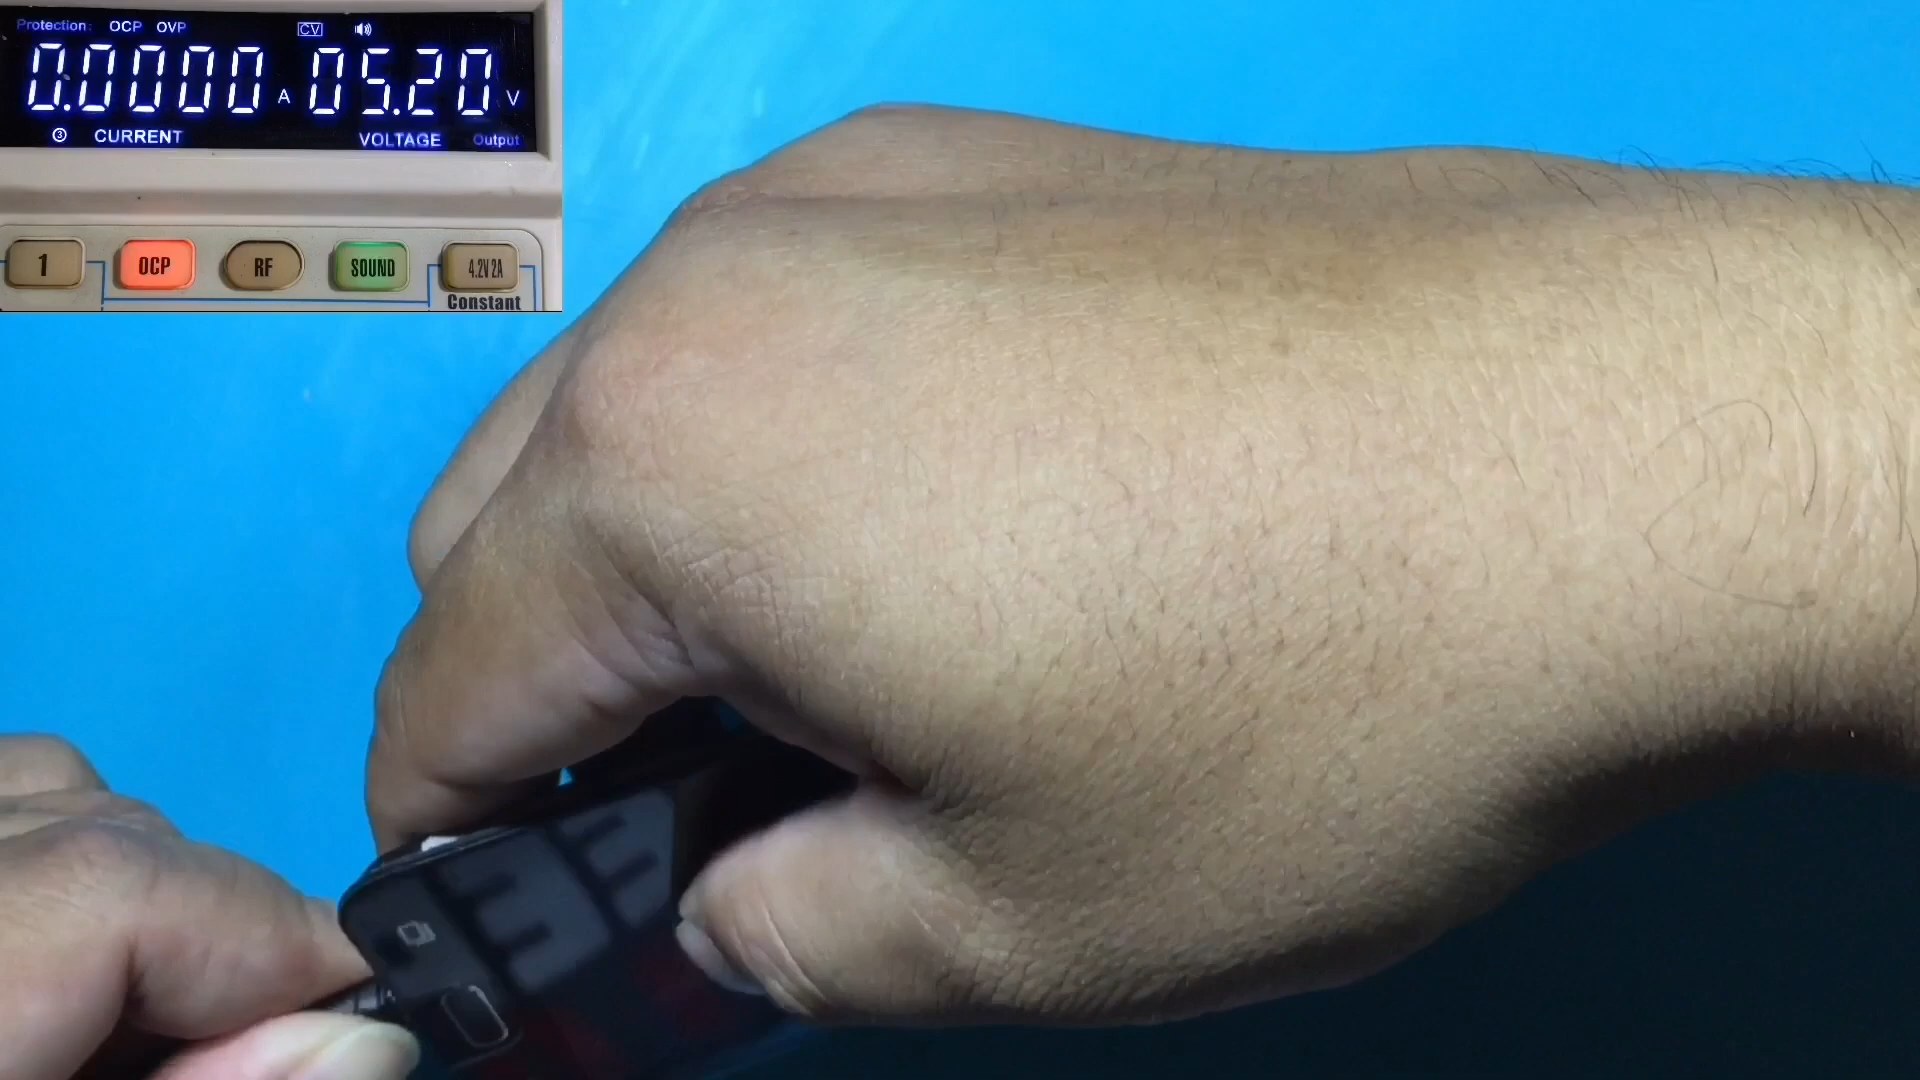 Protection: OCP OVP CV
0.0000 A 05.20 V
3 CURRENT VOLTAGE Output
1 OCP RF SOUND 4.2V 2A
Constant